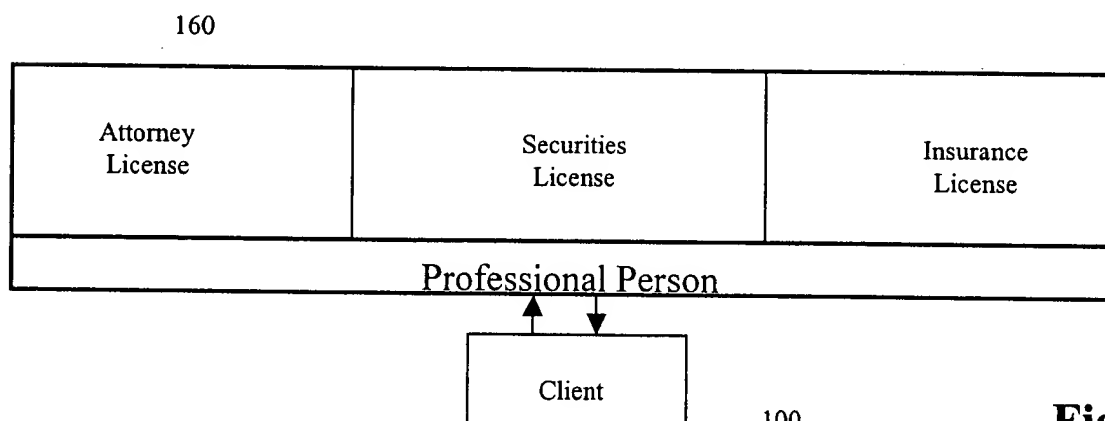 160
Attorney
License
Securities
License
Insurance
License
Professional Person
Client
100